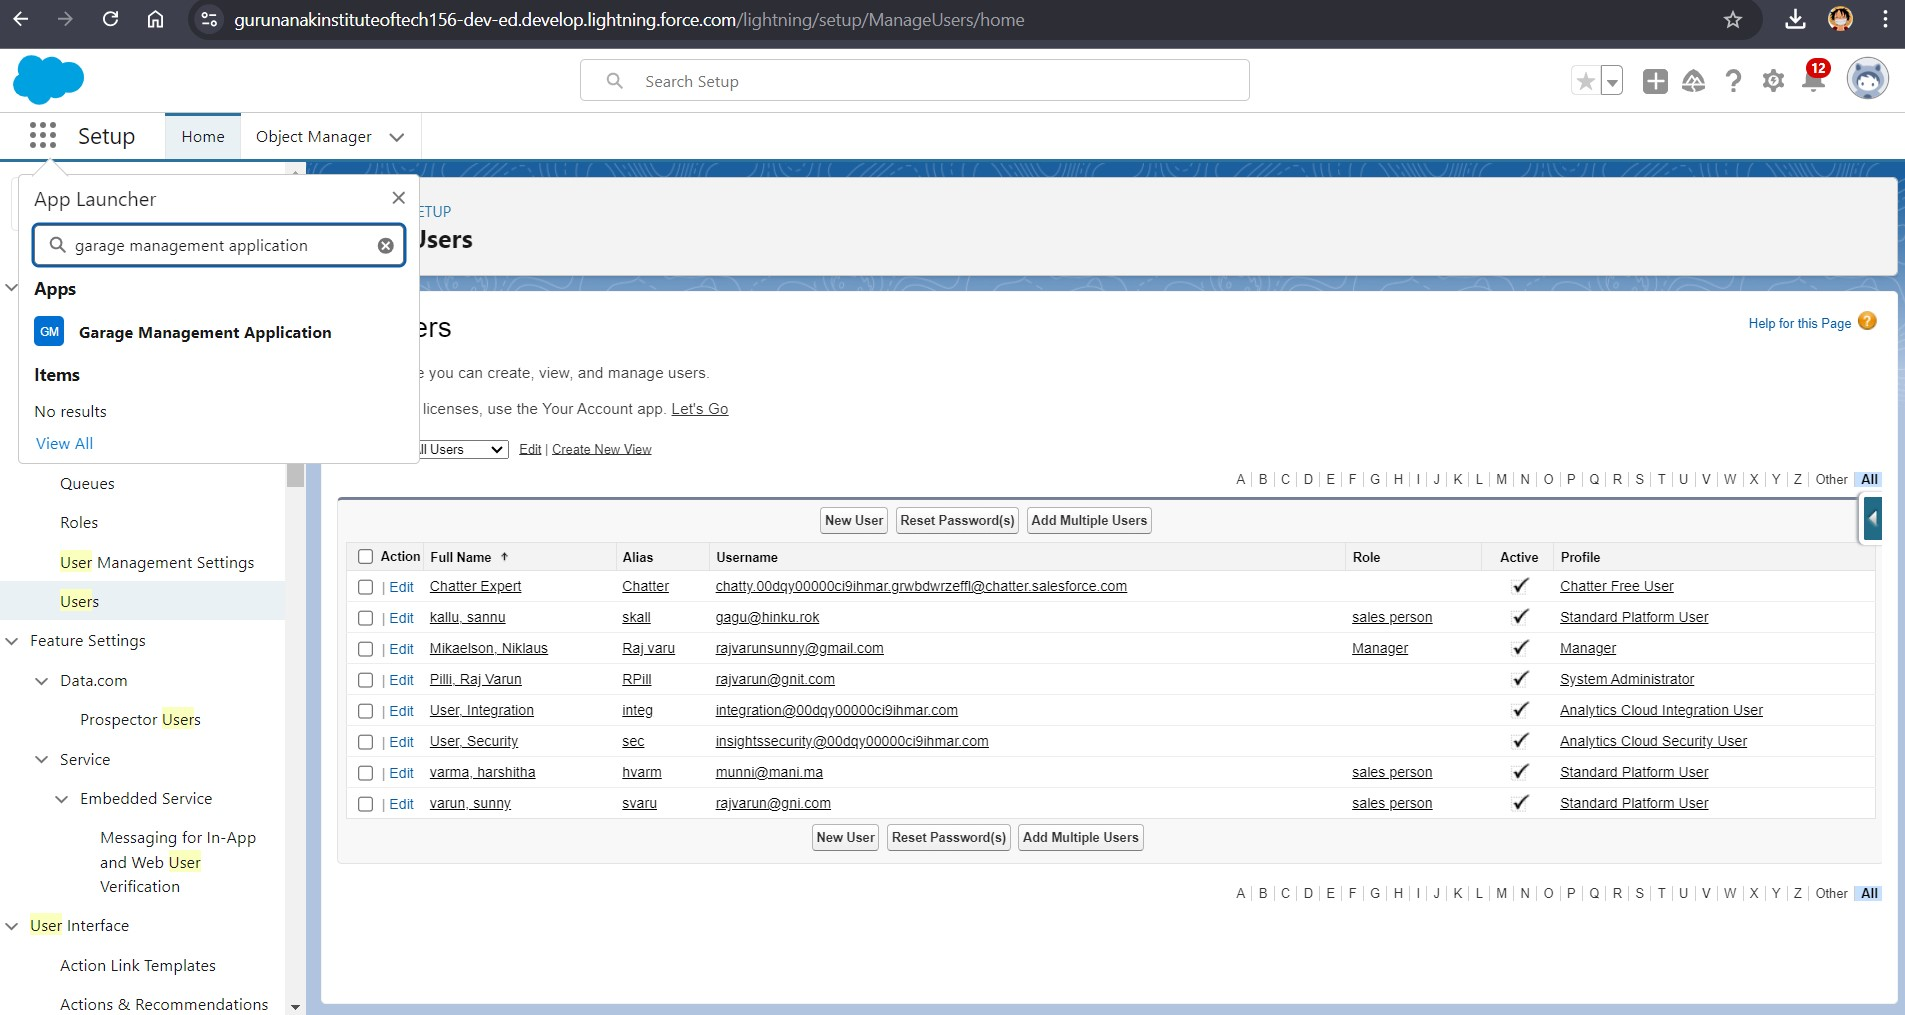 gurunanakinstituteoftech156-dev-ed.develop.lightning.force.com/lightning/setup/ManageUsers/home
Search Setup
12
Setup
Home
Object Manager
App Launcher
garage management application
Apps
GM Garage Management Application
Items
No results
View All
Queues
Roles
User Management Settings
Users
Feature Settings
Data.com
Prospector Users
Service
Embedded Service
Messaging for In-App
and Web User
Verification
User Interface
Action Link Templates
Actions & Recommendations
ETUP
Users
ers
Help for this Page ?
e you can create, view, and manage users.
licenses, use the Your Account app. Let's Go
ll Users Edit | Create New View
A | B | C | D | E | F | G | H | I | J | K | L | M | N | O | P | Q | R | S | T | U | V | W | X | Y | Z | Other | All
New User Reset Password(s) Add Multiple Users
Action Full Name ↑ Alias Username Role Active Profile
| Edit Chatter Expert Chatter chatty.00dqy00000ci9ihmar.grwbdwrzeffl@chatter.salesforce.com ✓ Chatter Free User
| Edit kallu, sannu skall gagu@hinku.rok sales person ✓ Standard Platform User
| Edit Mikaelson, Niklaus Raj varu rajvarunsunny@gmail.com Manager ✓ Manager
| Edit Pilli, Raj Varun RPill rajvarun@gnit.com ✓ System Administrator
| Edit User, Integration integ integration@00dqy00000ci9ihmar.com ✓ Analytics Cloud Integration User
| Edit User, Security sec insightssecurity@00dqy00000ci9ihmar.com ✓ Analytics Cloud Security User
| Edit varma, harshitha hvarm munni@mani.ma sales person ✓ Standard Platform User
| Edit varun, sunny svaru rajvarun@gni.com sales person ✓ Standard Platform User
New User Reset Password(s) Add Multiple Users
A | B | C | D | E | F | G | H | I | J | K | L | M | N | O | P | Q | R | S | T | U | V | W | X | Y | Z | Other | All